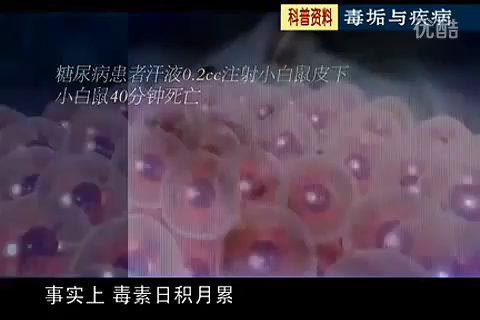 科普资料 毒垢与疾病
优酷
糖尿病患者汗液0.2cc注射小白鼠皮下
小白鼠40分钟死亡
事实上 毒素日积月累